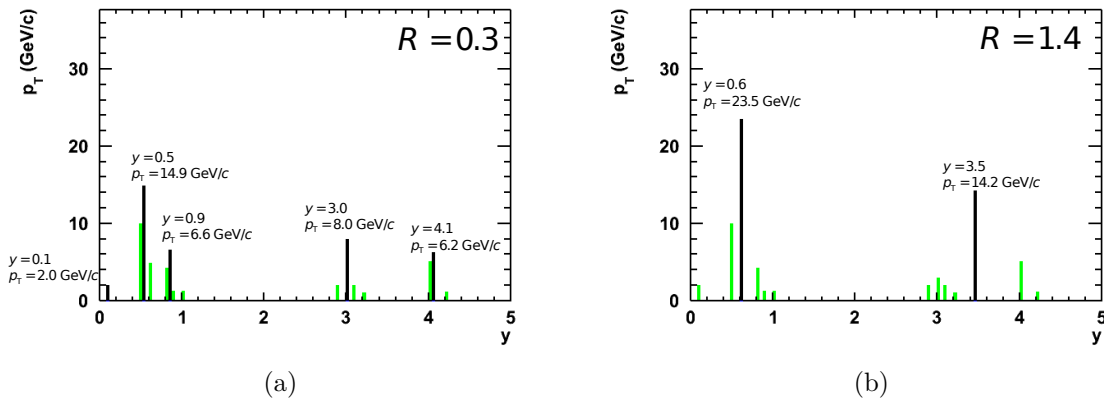 p_T (GeV/c)
R = 0.3
30
20
10
0
y = 0.5
p_T = 14.9 GeV/c
y = 0.9
p_T = 6.6 GeV/c
y = 3.0
p_T = 8.0 GeV/c
y = 4.1
p_T = 6.2 GeV/c
y = 0.1
p_T = 2.0 GeV/c
0 1 2 3 4 5
y
(a)
p_T (GeV/c)
R = 1.4
30
20
10
0
y = 0.6
p_T = 23.5 GeV/c
y = 3.5
p_T = 14.2 GeV/c
0 1 2 3 4 5
y
(b)